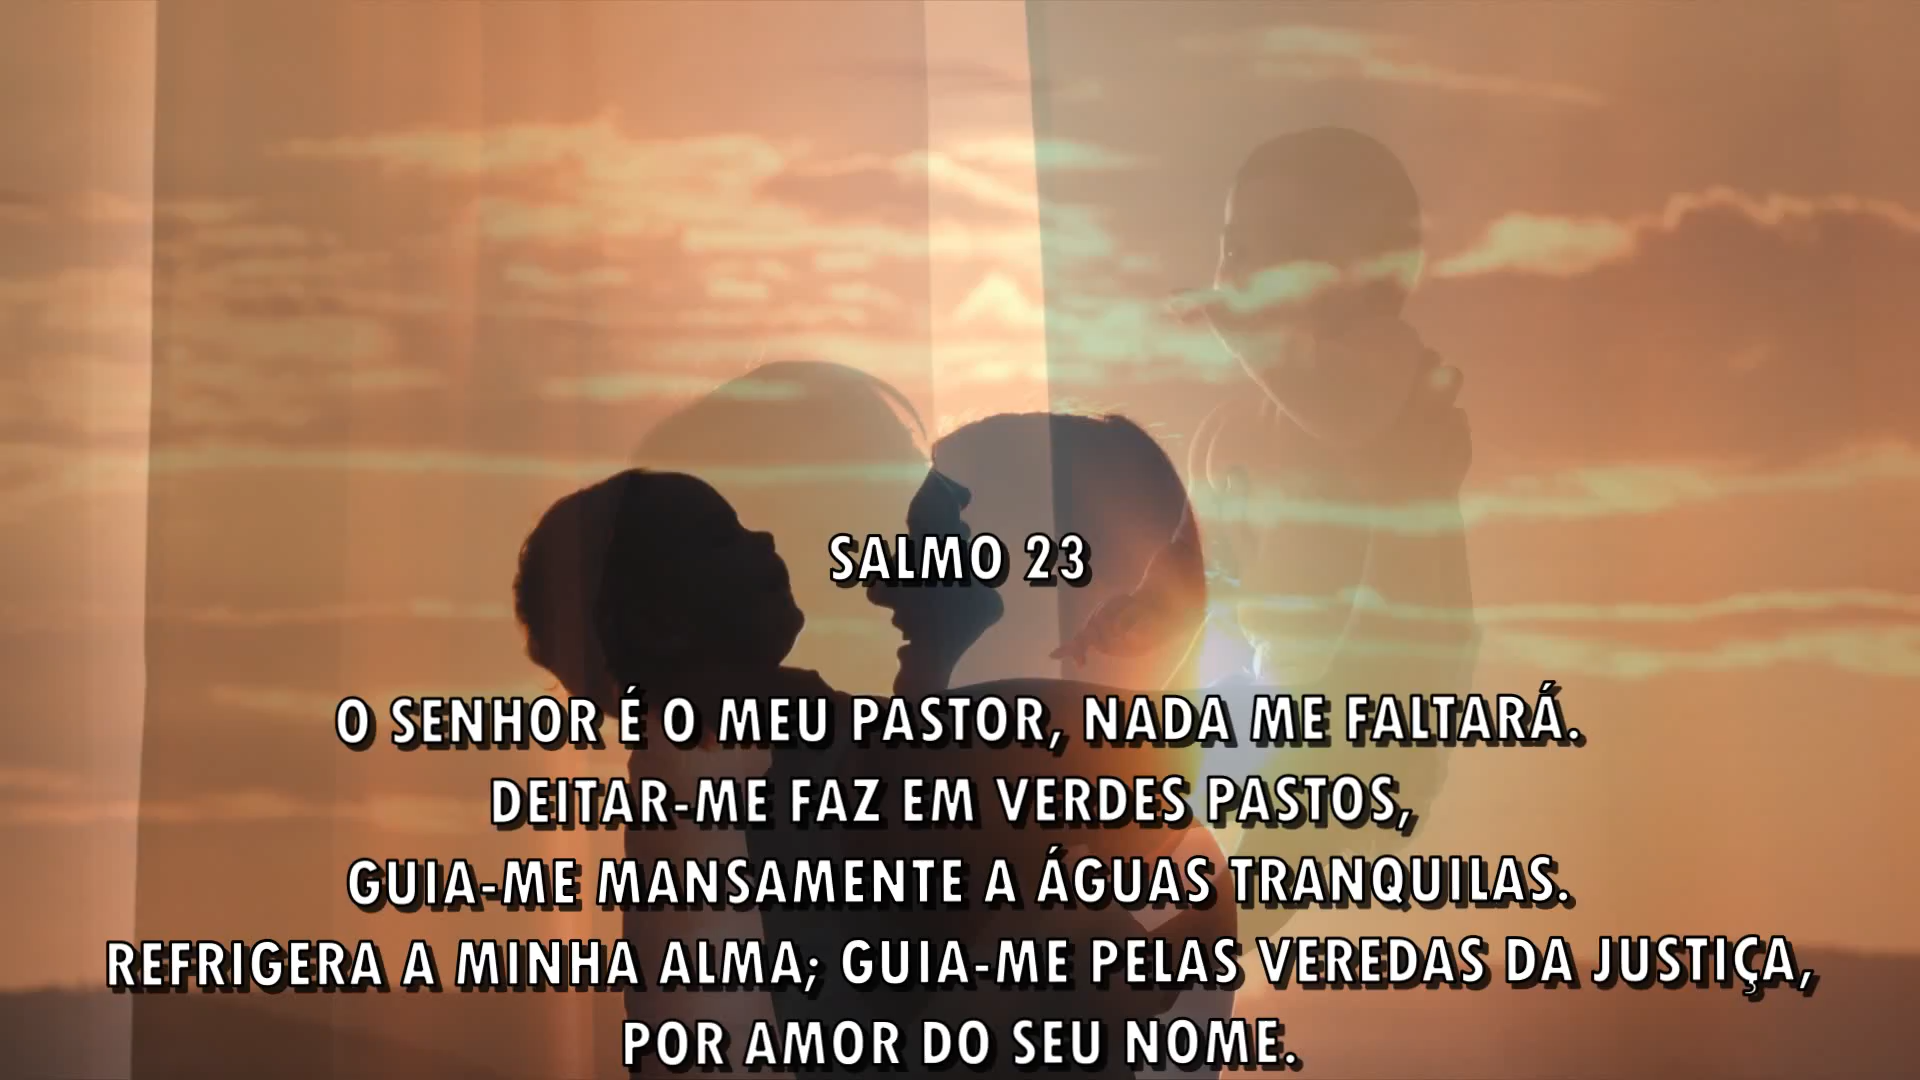 SALMO 23
O SENHOR É O MEU PASTOR, NADA ME FALTARÁ.
DEITAR-ME FAZ EM VERDES PASTOS,
GUIA-ME MANSAMENTE A ÁGUAS TRANQUILAS.
REFRIGERA A MINHA ALMA; GUIA-ME PELAS VEREDAS DA JUSTIÇA,
POR AMOR DO SEU NOME.